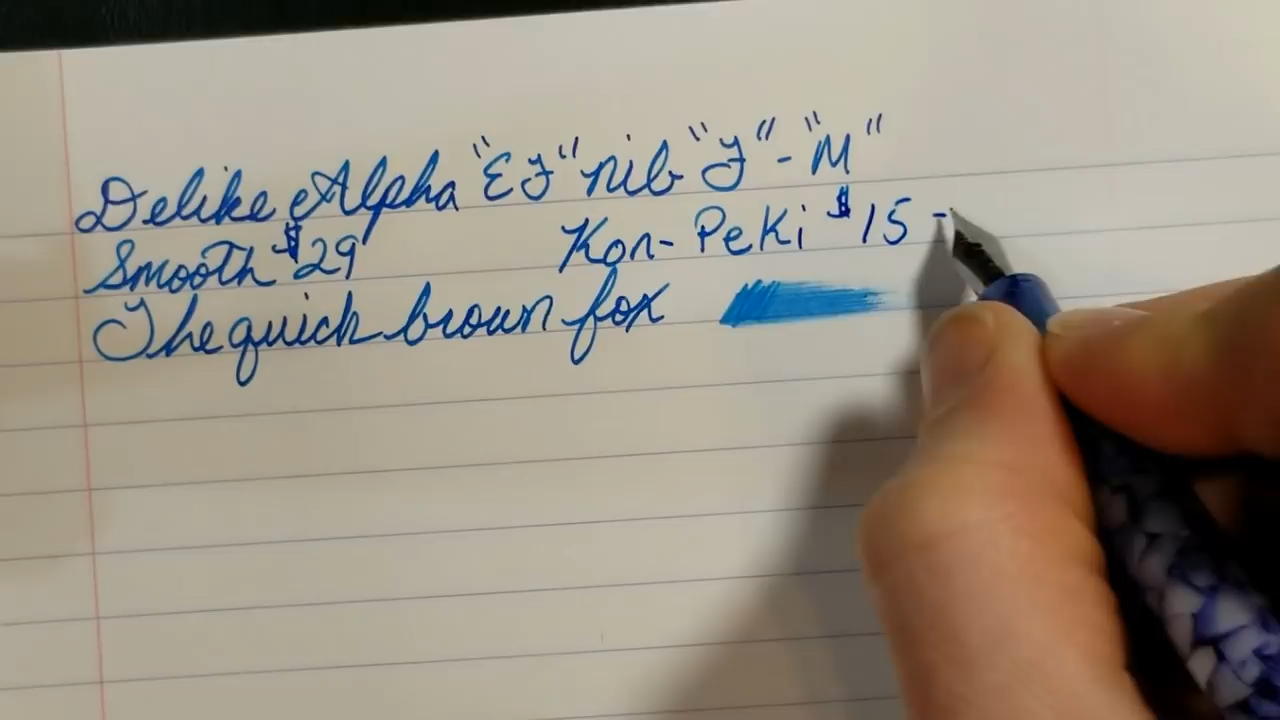 Delike Alpha "EF" nib "F" - "M"
Smooth $29 Kon-Peki $15 -
The quick brown fox